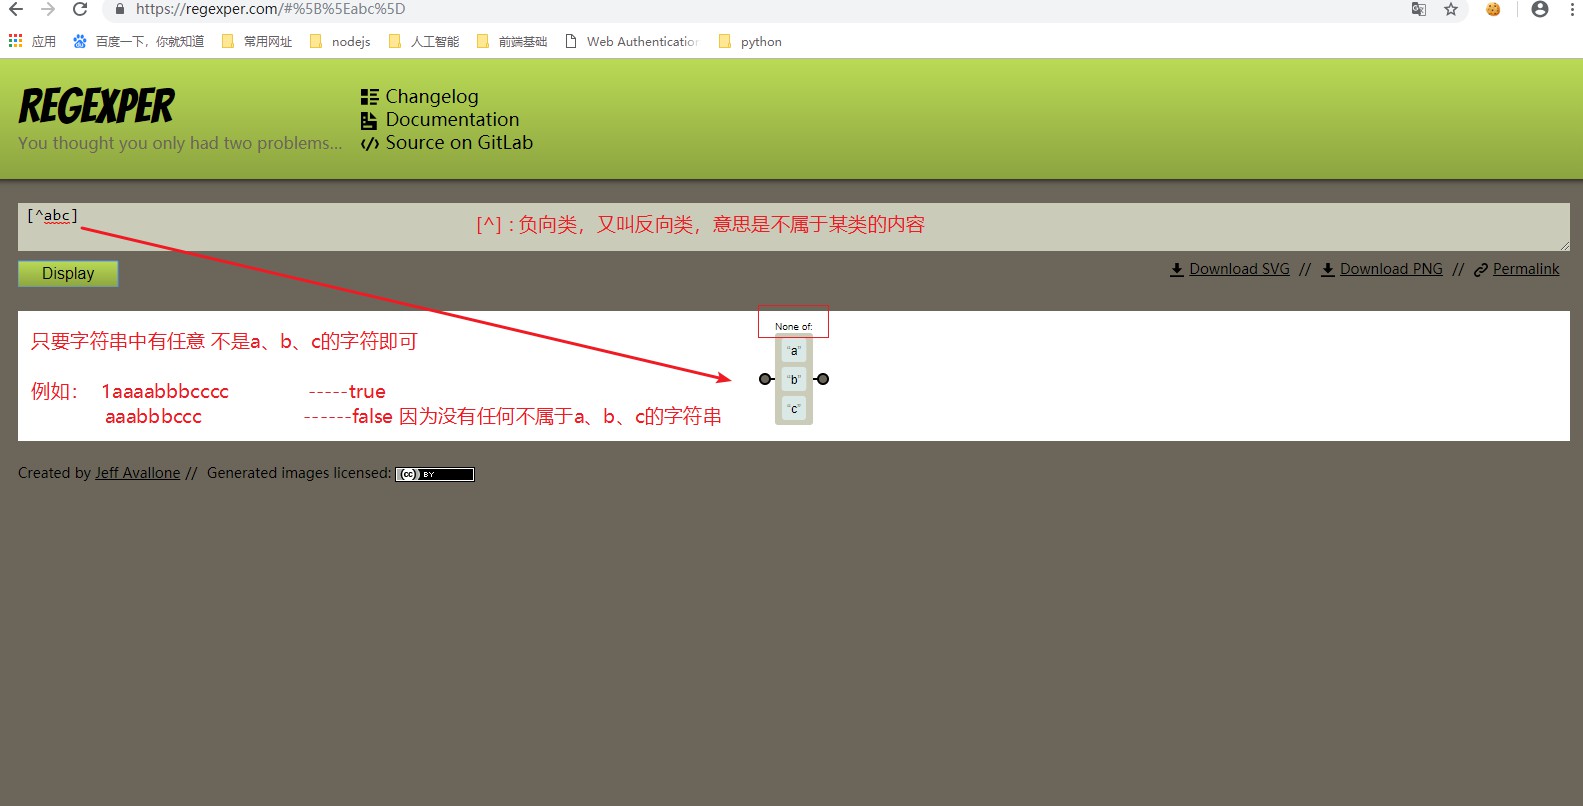 https://regexper.com/#%5B%5Eabc%5D
应用 百度一下，你就知道 常用网址 nodejs 人工智能 前端基础 Web Authentication python
REGEXPER
You thought you only had two problems...
Changelog
Documentation
Source on GitLab
[^abc]
[^] : 负向类，又叫反向类，意思是不属于某类的内容
Display
Download SVG // Download PNG // Permalink
None of:
“a”
“b”
“c”
只要字符串中有任意 不是a、b、c的字符即可
例如： 1aaaabbbcccc -----true
aaabbbccc ------false 因为没有任何不属于a、b、c的字符串
Created by Jeff Avallone // Generated images licensed: (cc) BY